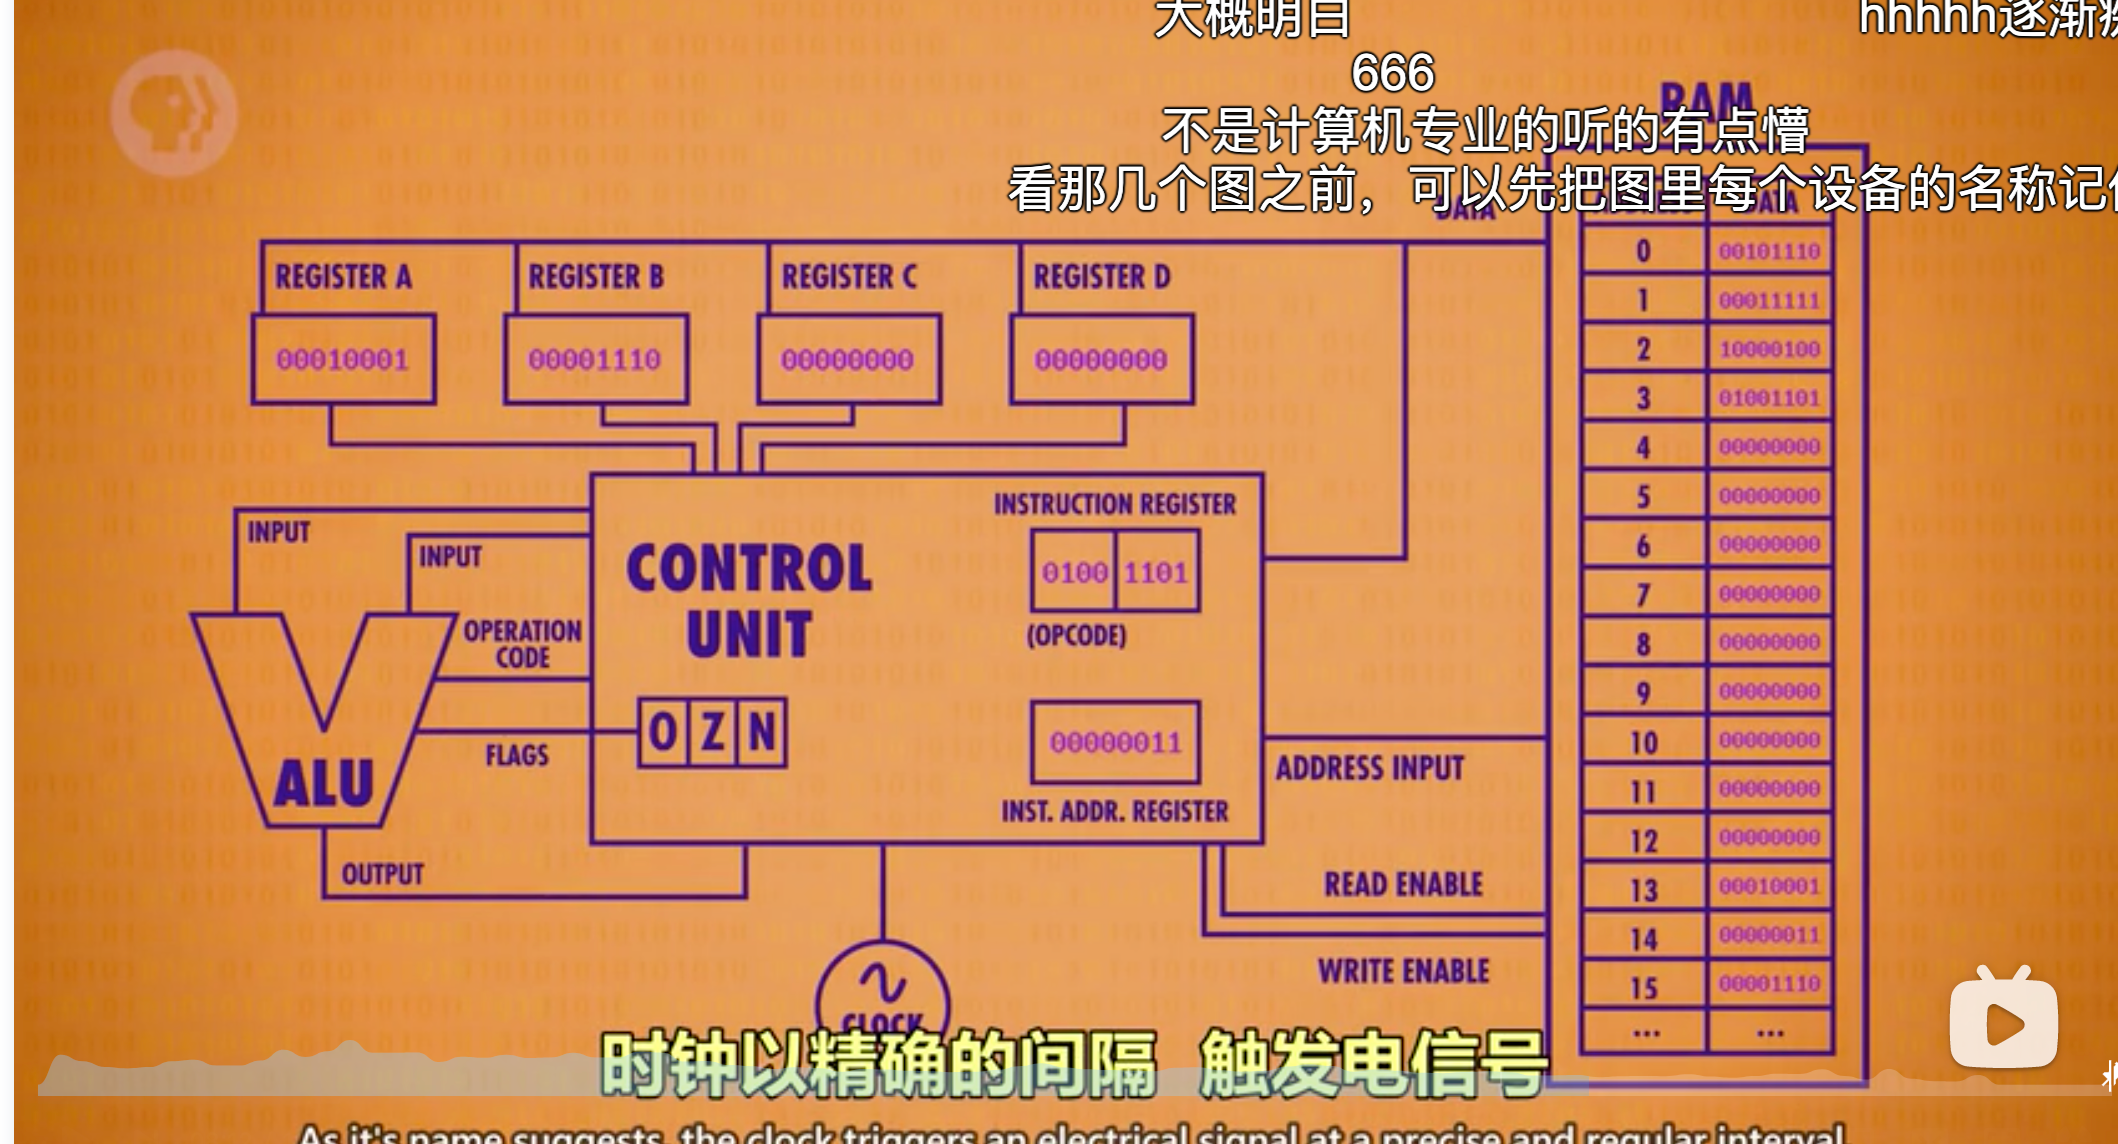 大概明白
hhhhh逐渐
666
RAM
不是计算机专业的听的有点懵
看那几个图之前，可以先把图里每个设备的名称记住
DATA
ADDRESS DATA
REGISTER A
REGISTER B
REGISTER C
REGISTER D
00010001
00001110
00000000
00000000
0 00101110
1 00011111
2 10000100
3 01001101
4 00000000
5 00000000
6 00000000
7 00000000
8 00000000
9 00000000
10 00000000
11 00000000
12 00000000
13 00010001
14 00000011
15 00001110
... ...
INPUT
INPUT
OPERATION
CODE
FLAGS
ALU
OUTPUT
CONTROL
UNIT
O Z N
INSTRUCTION REGISTER
0100 1101
(OPCODE)
00000011
INST. ADDR. REGISTER
ADDRESS INPUT
READ ENABLE
WRITE ENABLE
CLOCK
时钟以精确的间隔 触发电信号
As it's name suggests, the clock triggers an electrical signal at a precise and regular interval